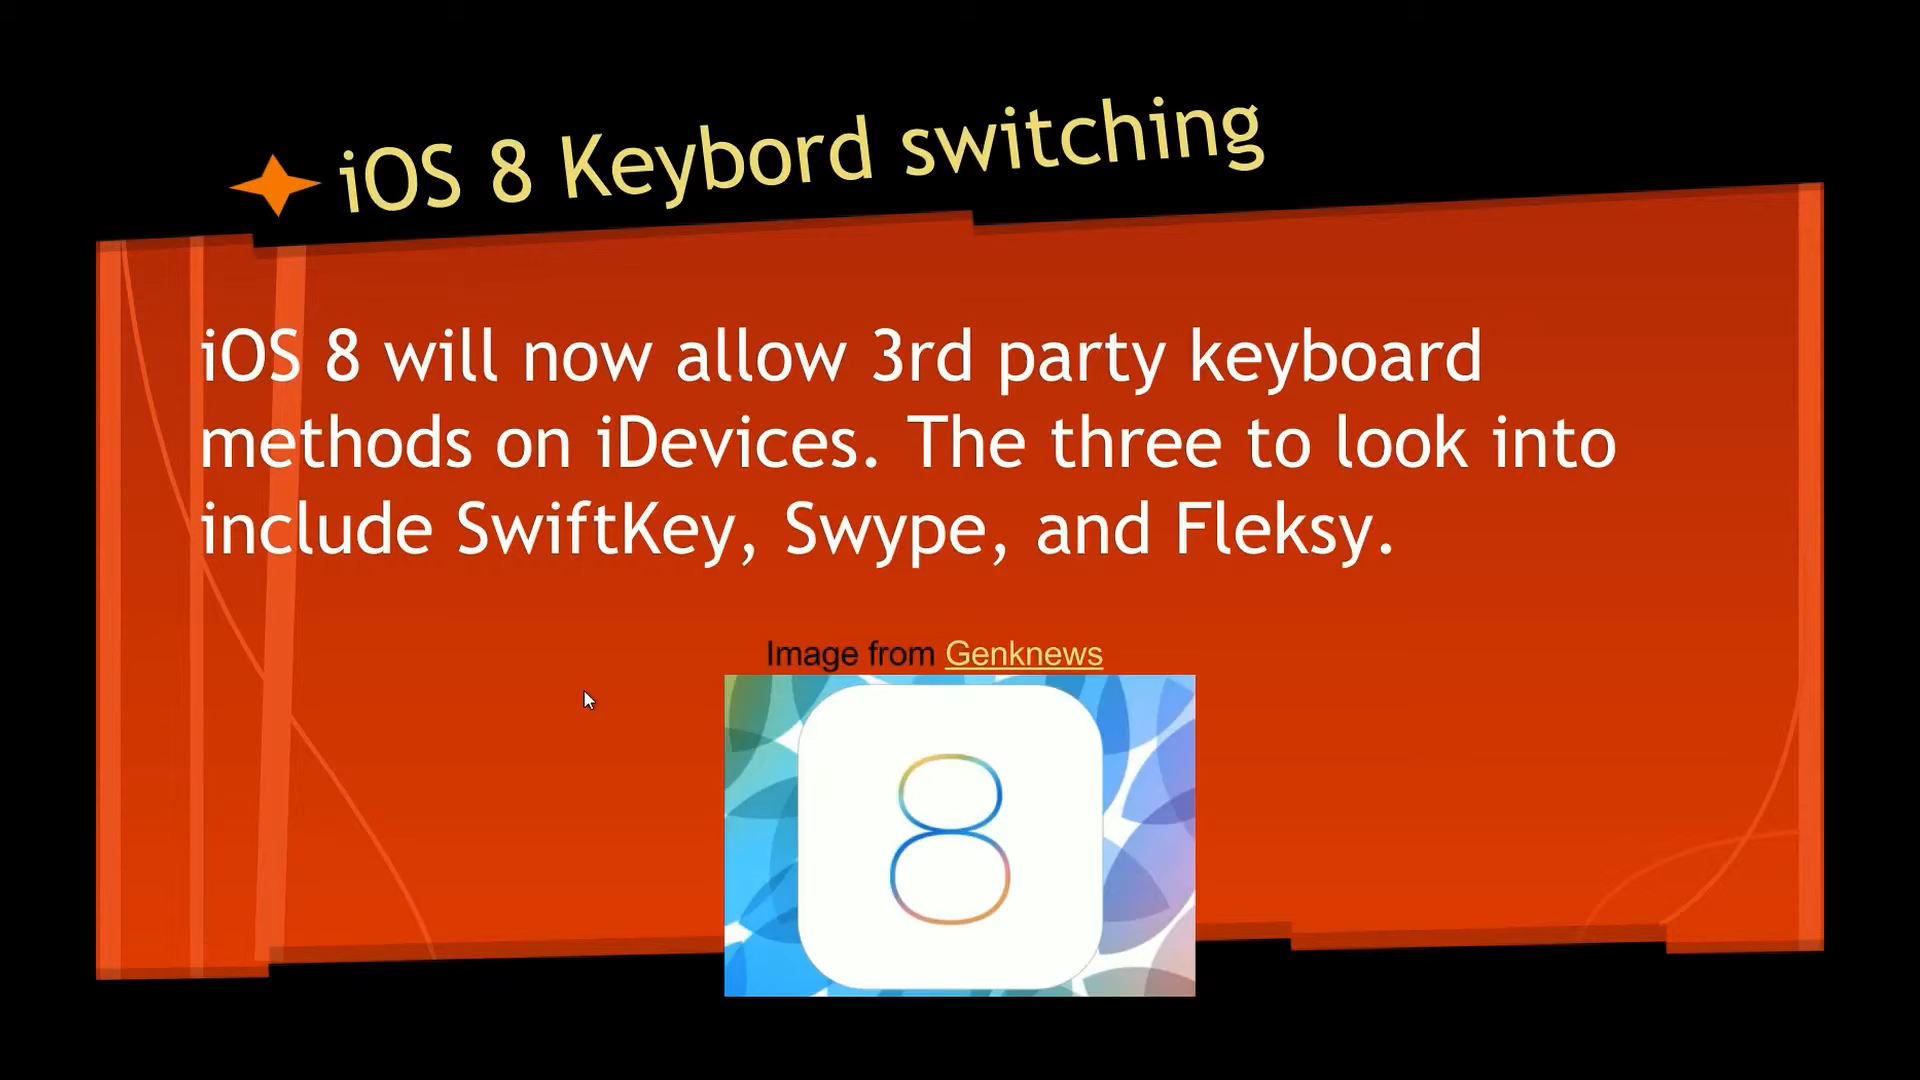 iOS 8 Keybord switching
iOS 8 will now allow 3rd party keyboard
methods on iDevices. The three to look into
include SwiftKey, Swype, and Fleksy.
Image from Genknews
8